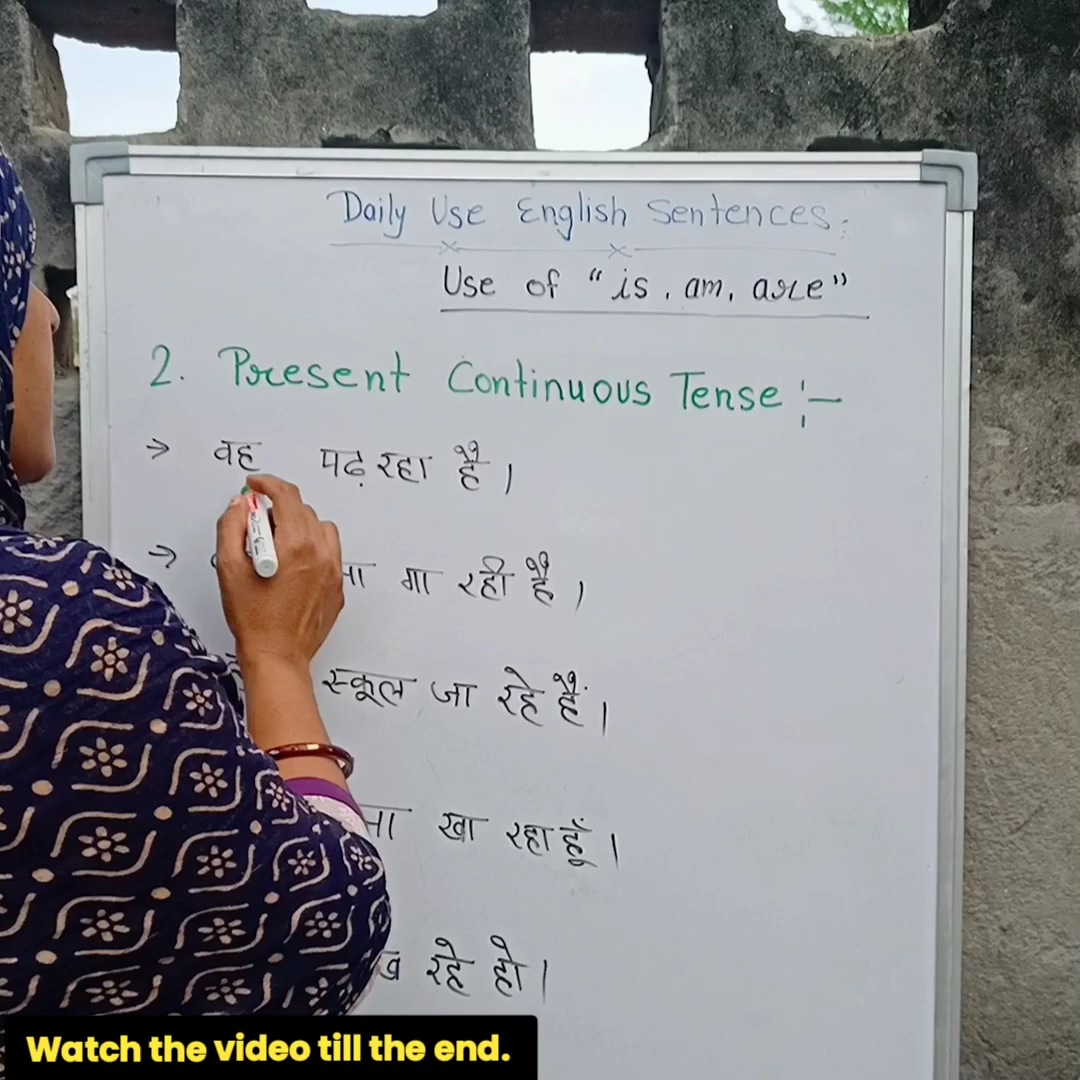 Daily Use English Sentences:
Use of "is, am, are"
2. Present Continuous Tense :-
→ वह पढ़ रहा है।
→ गा रही है।
स्कूल जा रहे हैं।
खा रहा हूँ।
रहे हो।
Watch the video till the end.